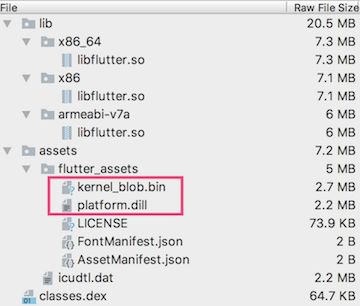 File Raw File Size
lib 20.5 MB
x86_64 7.3 MB
libflutter.so 7.3 MB
x86 7.1 MB
libflutter.so 7.1 MB
armeabi-v7a 6 MB
libflutter.so 6 MB
assets 7.2 MB
flutter_assets 5 MB
kernel_blob.bin 2.7 MB
platform.dill 2.2 MB
LICENSE 73.9 KB
FontManifest.json 2 B
AssetManifest.json 2 B
icudtl.dat 2.2 MB
classes.dex 64.7 KB